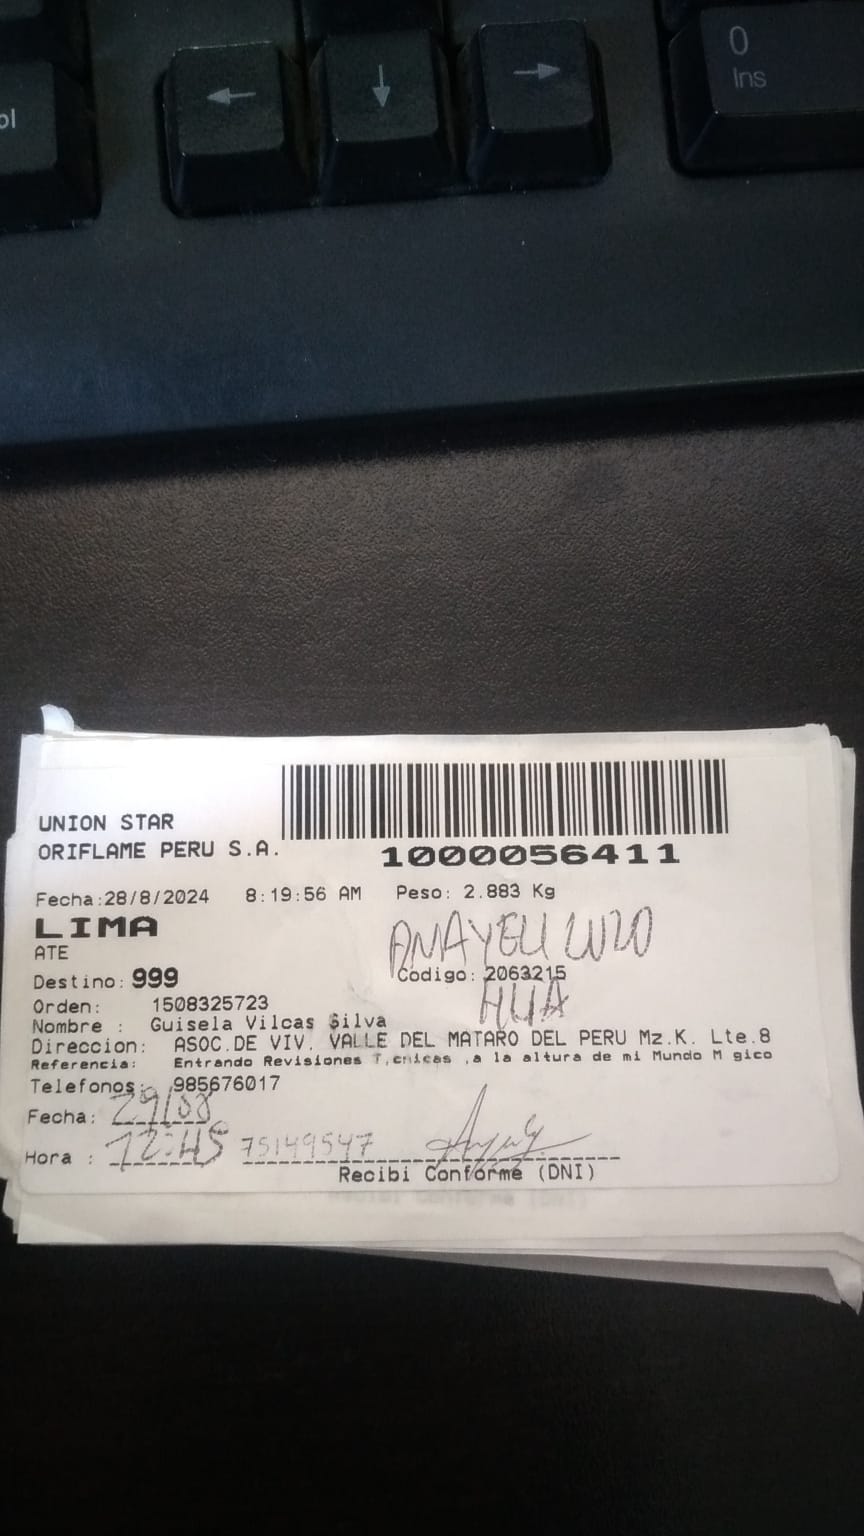 ol
←
↓
→
0
Ins
UNION STAR
ORIFLAME PERU S.A.
1000056411
Fecha:28/8/2024 8:19:56 AM Peso: 2.883 Kg
LIMA
ANAYELI
ATE
Destino: 999 Codigo: 2063215
Orden: 1508325723
Nombre : Guisela Vilcas Silva
Direccion: ASOC.DE VIV. VALLE DEL MATARO DEL PERU Mz.K. Lte.8
Referencia: Entrando Revisiones T,cnicas ,a la altura de mi Mundo M gico
Telefonos: 985676017
Fecha: 29/08
Hora : 12:45 75149547
Recibi Conforme (DNI)